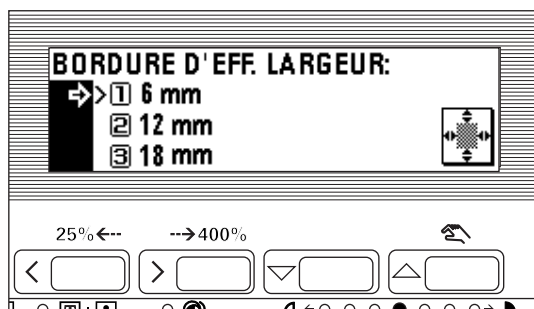 BORDURE D'EFF. LARGEUR:
1 6 mm
2 12 mm
3 18 mm
25% 400%